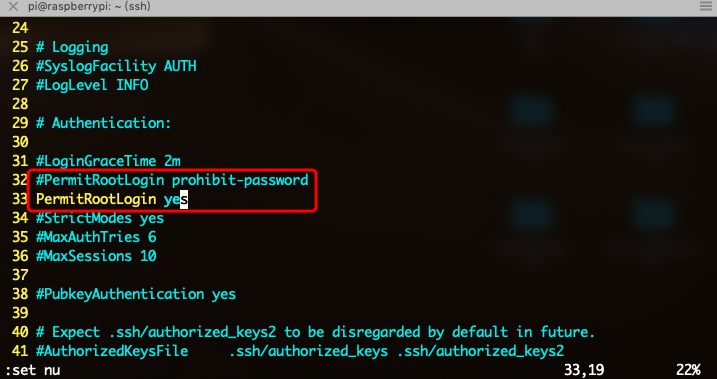 pi@raspberrypi: ~ (ssh)
24
25 # Logging
26 #SyslogFacility AUTH
27 #LogLevel INFO
28
29 # Authentication:
30
31 #LoginGraceTime 2m
32 #PermitRootLogin prohibit-password
33 PermitRootLogin yes
34 #StrictModes yes
35 #MaxAuthTries 6
36 #MaxSessions 10
37
38 #PubkeyAuthentication yes
39
40 # Expect .ssh/authorized_keys2 to be disregarded by default in future.
41 #AuthorizedKeysFile     .ssh/authorized_keys .ssh/authorized_keys2
:set nu 33,19 22%